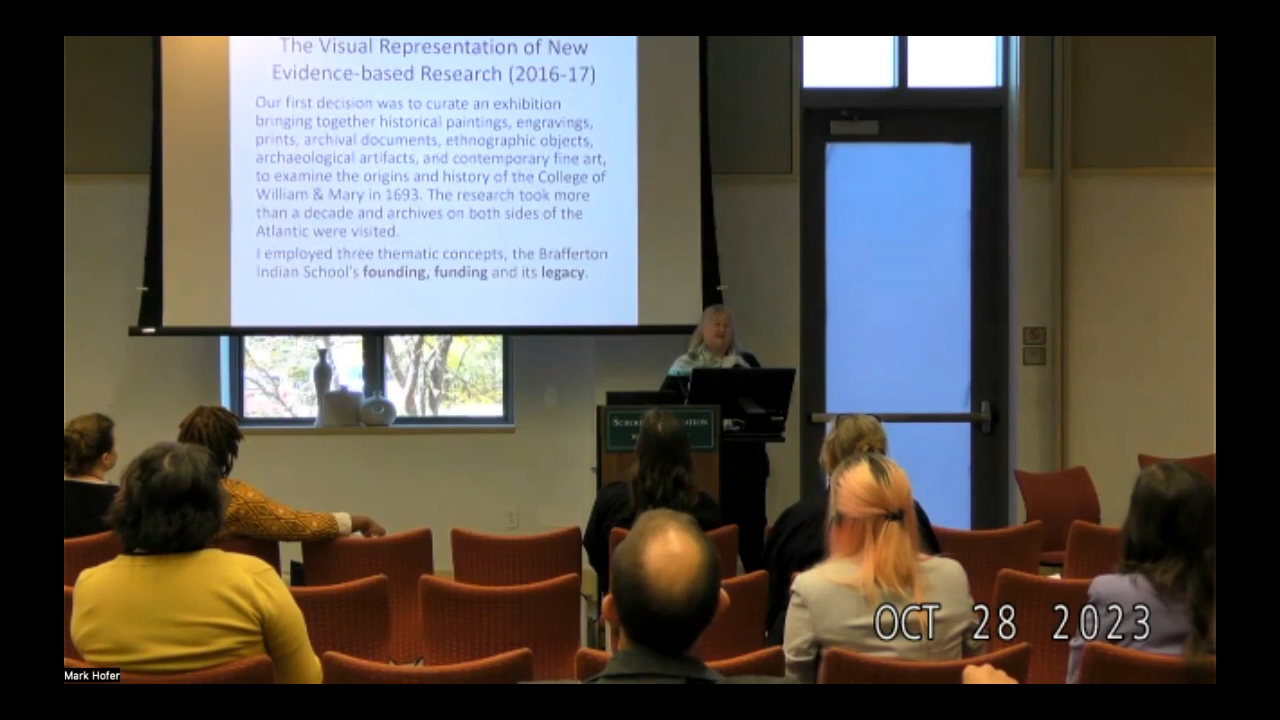 The Visual Representation of New
Evidence-based Research (2016-17)
Our first decision was to curate an exhibition
bringing together historical paintings, engravings,
prints, archival documents, ethnographic objects,
archaeological artifacts, and contemporary fine art,
to examine the origins and history of the College of
William & Mary in 1693. The research took more
than a decade and archives on both sides of the
Atlantic were visited.
I employed three thematic concepts, the Brafferton
Indian School's founding, funding and its legacy.
OCT 28 2023
Mark Hofer